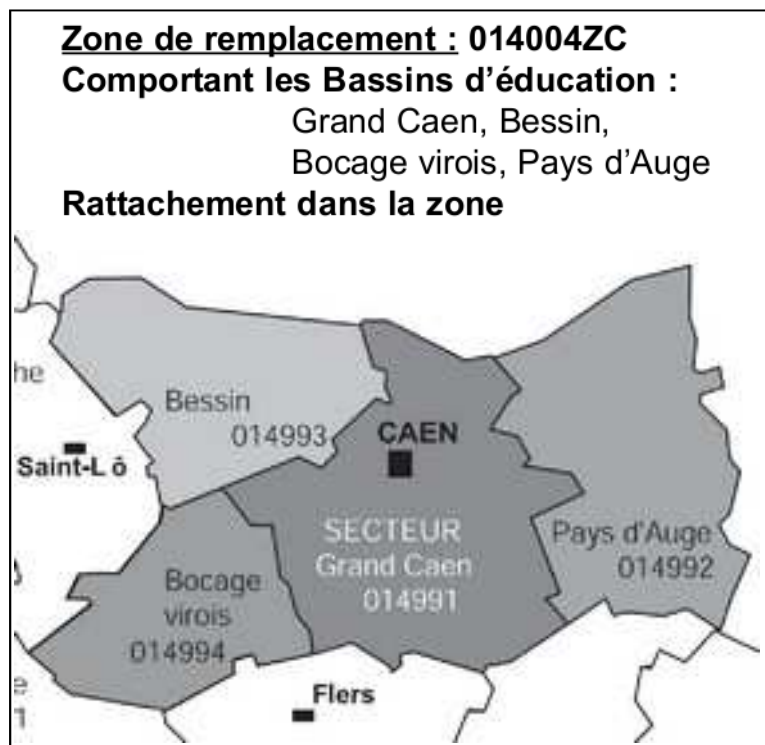 Zone de remplacement : 014004ZC
Comportant les Bassins d'éducation :
Grand Caen, Bessin,
Bocage virois, Pays d'Auge
Rattachement dans la zone
he
Bessin
014993
CAEN
Saint-L ô
SECTEUR
Grand Caen
014991
Pays d'Auge
014992
Bocage
virois
014994
Flers
e